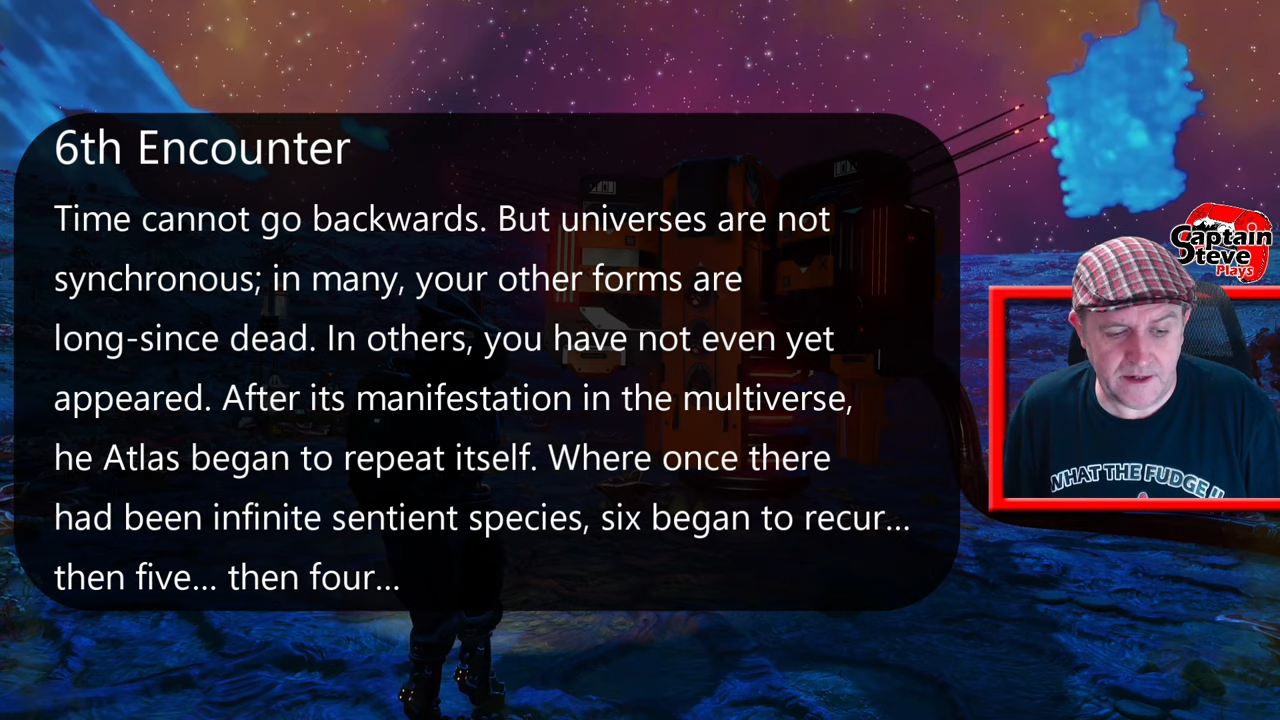 6th Encounter
Time cannot go backwards. But universes are not
synchronous; in many, your other forms are
long-since dead. In others, you have not even yet
appeared. After its manifestation in the multiverse,
he Atlas began to repeat itself. Where once there
had been infinite sentient species, six began to recur...
then five... then four...
Captain
Steve
Plays
WHAT THE FUDGE !!